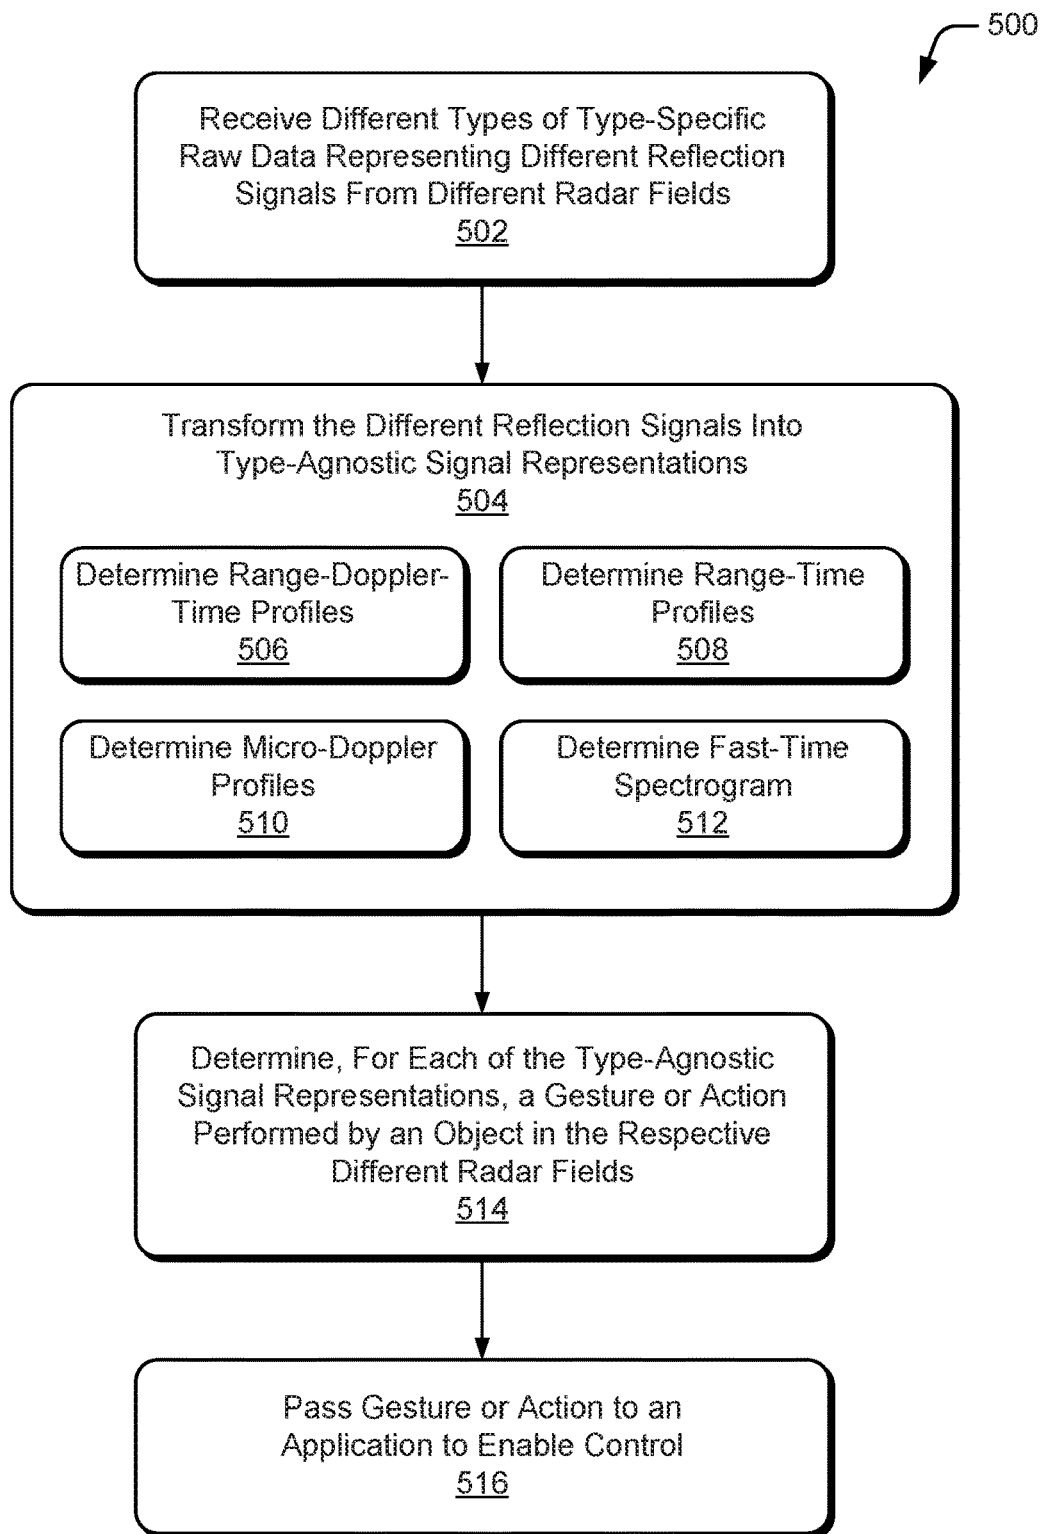 500
Receive Different Types of Type-Specific
Raw Data Representing Different Reflection
Signals From Different Radar Fields
502
Transform the Different Reflection Signals Into
Type-Agnostic Signal Representations
504
Determine Range-Doppler-
Time Profiles
506
Determine Range-Time
Profiles
508
Determine Micro-Doppler
Profiles
510
Determine Fast-Time
Spectrogram
512
Determine, For Each of the Type-Agnostic
Signal Representations, a Gesture or Action
Performed by an Object in the Respective
Different Radar Fields
514
Pass Gesture or Action to an
Application to Enable Control
516